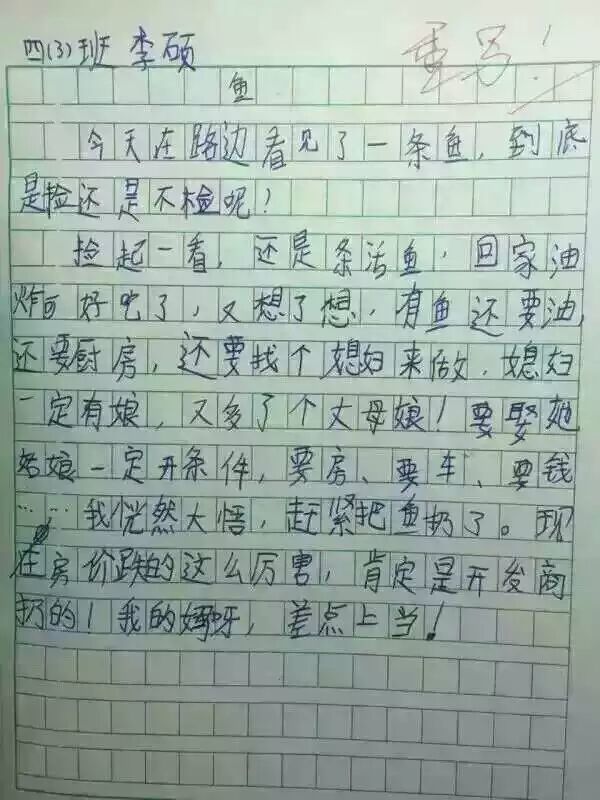 四(3)班 李硕
重写!
鱼
今天在路边看见了一条鱼,到底
是捡还是不检呢!
捡起一看,还是条活鱼,回家油
炸可好吃了,又想了想,有鱼还要油,
还要厨房,还要找个媳妇来做.媳妇
一定有娘,又多了个丈母娘!要娶她
姑娘一定开条件,要房、要车、要钱
……我恍然大悟,赶紧把鱼扔了。现
在房价跌的这么厉害,肯定是开发商
扔的!我的妈呀,差点上当!